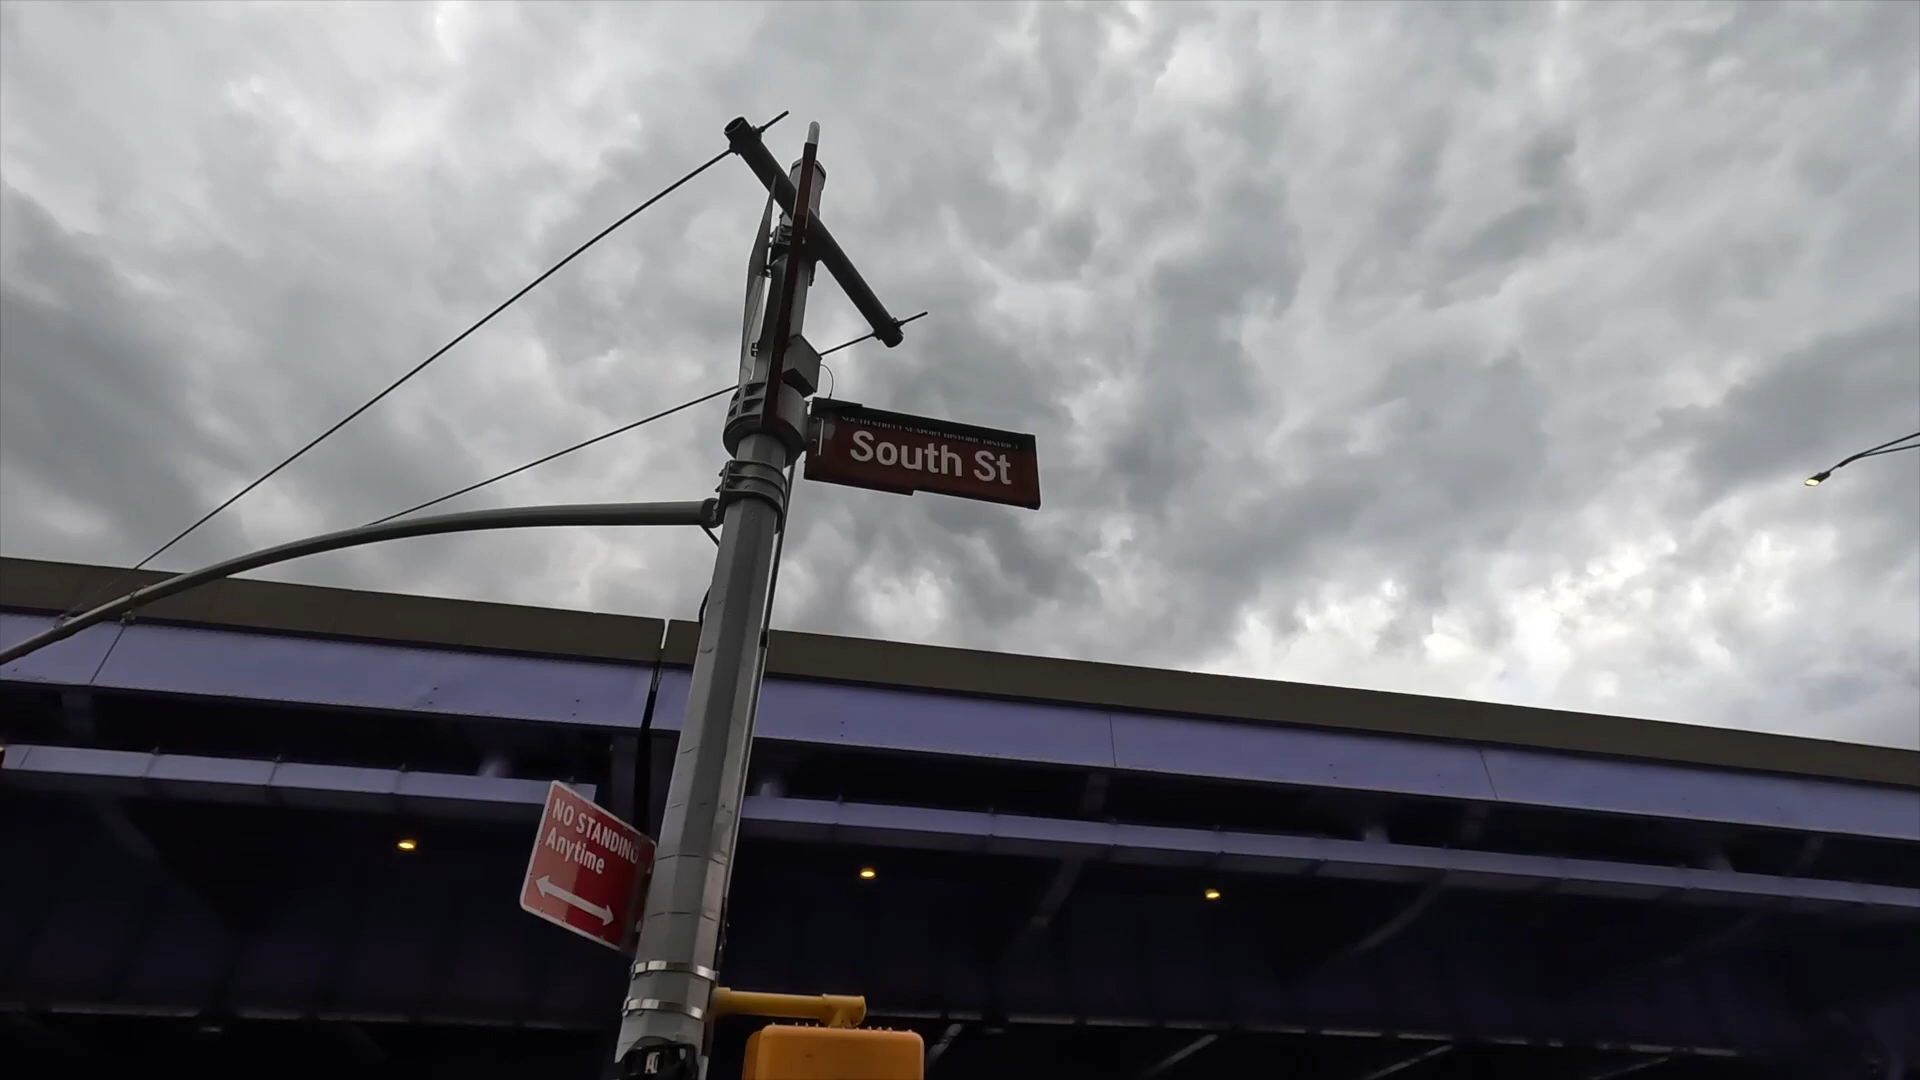 SOUTH STREET SEAPORT HISTORIC DISTRICT
South St
NO STANDING
Anytime